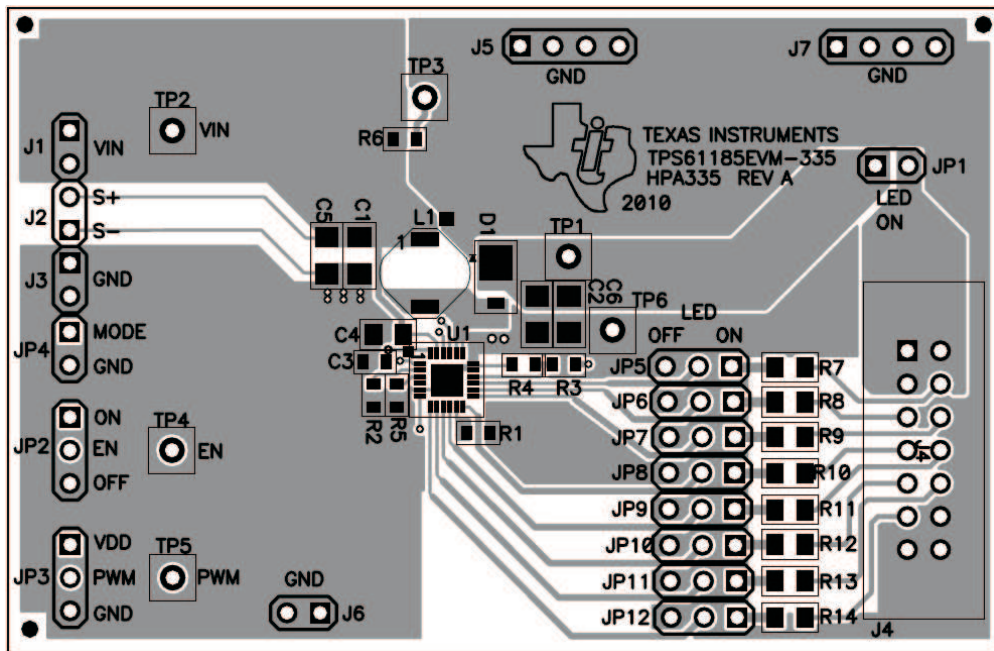 J5
GND
J7
GND
TP3
TP2
VIN
R6
J1
VIN
TEXAS INSTRUMENTS
TPS61185EVM-335
HPA335 REV A
2010
JP1
LED
ON
J2
S+
S-
C5
C1
L1
1
D1
TP1
J3
GND
C2
C6
TP6
JP4
MODE
GND
C4
U1
1
C3
LED
OFF ON
R4
R3
JP5
R7
R2
R5
JP6
R8
JP2
ON
EN
OFF
TP4
EN
R1
JP7
R9
J4
JP8
R10
JP9
R11
JP3
VDD
PWM
GND
TP5
PWM
JP10
R12
GND
J6
JP11
R13
JP12
R14
J4